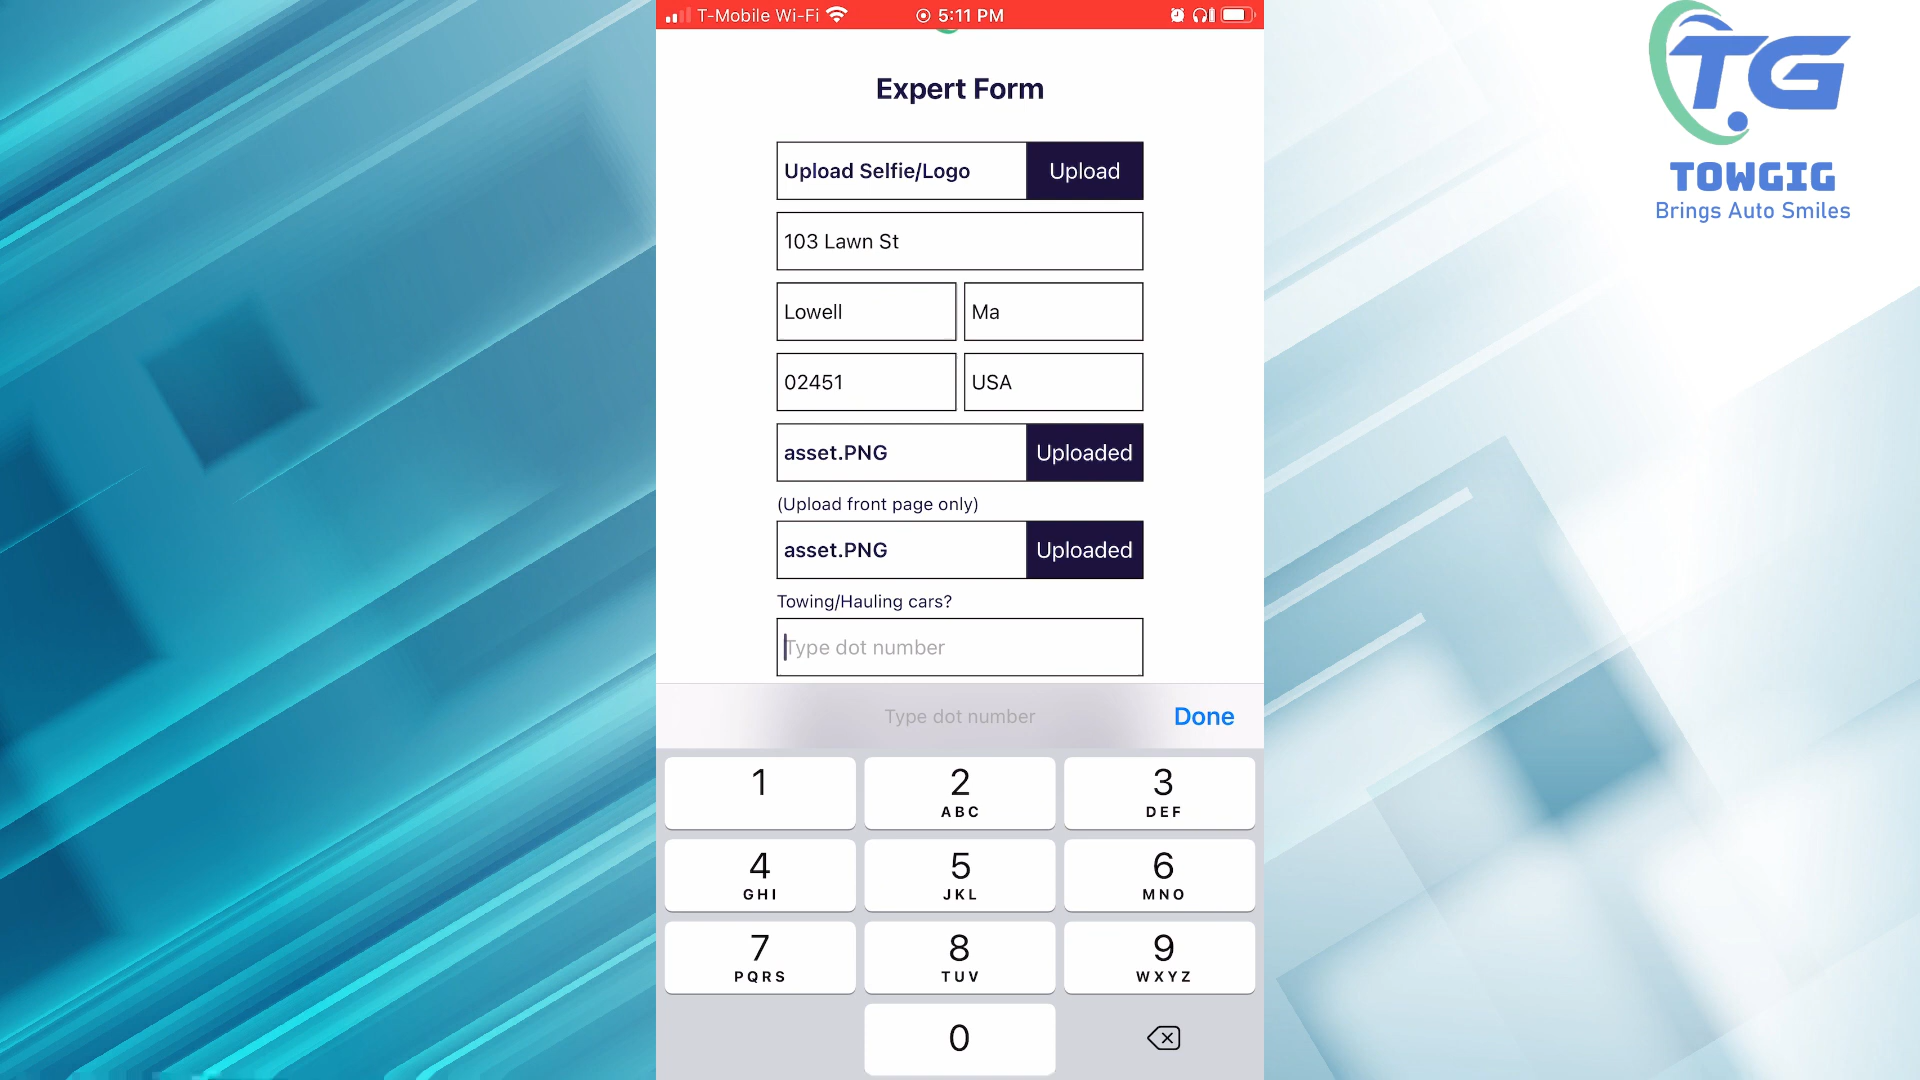 T-Mobile Wi-Fi 5:11 PM
TG
TOWGIG
Brings Auto Smiles
Expert Form
Upload Selfie/Logo Upload
103 Lawn St
Lowell Ma
02451 USA
asset.PNG Uploaded
(Upload front page only)
asset.PNG Uploaded
Towing/Hauling cars?
Type dot number
Type dot number Done
1 2 3
ABC DEF
4 5 6
GHI JKL MNO
7 8 9
PQRS TUV WXYZ
0